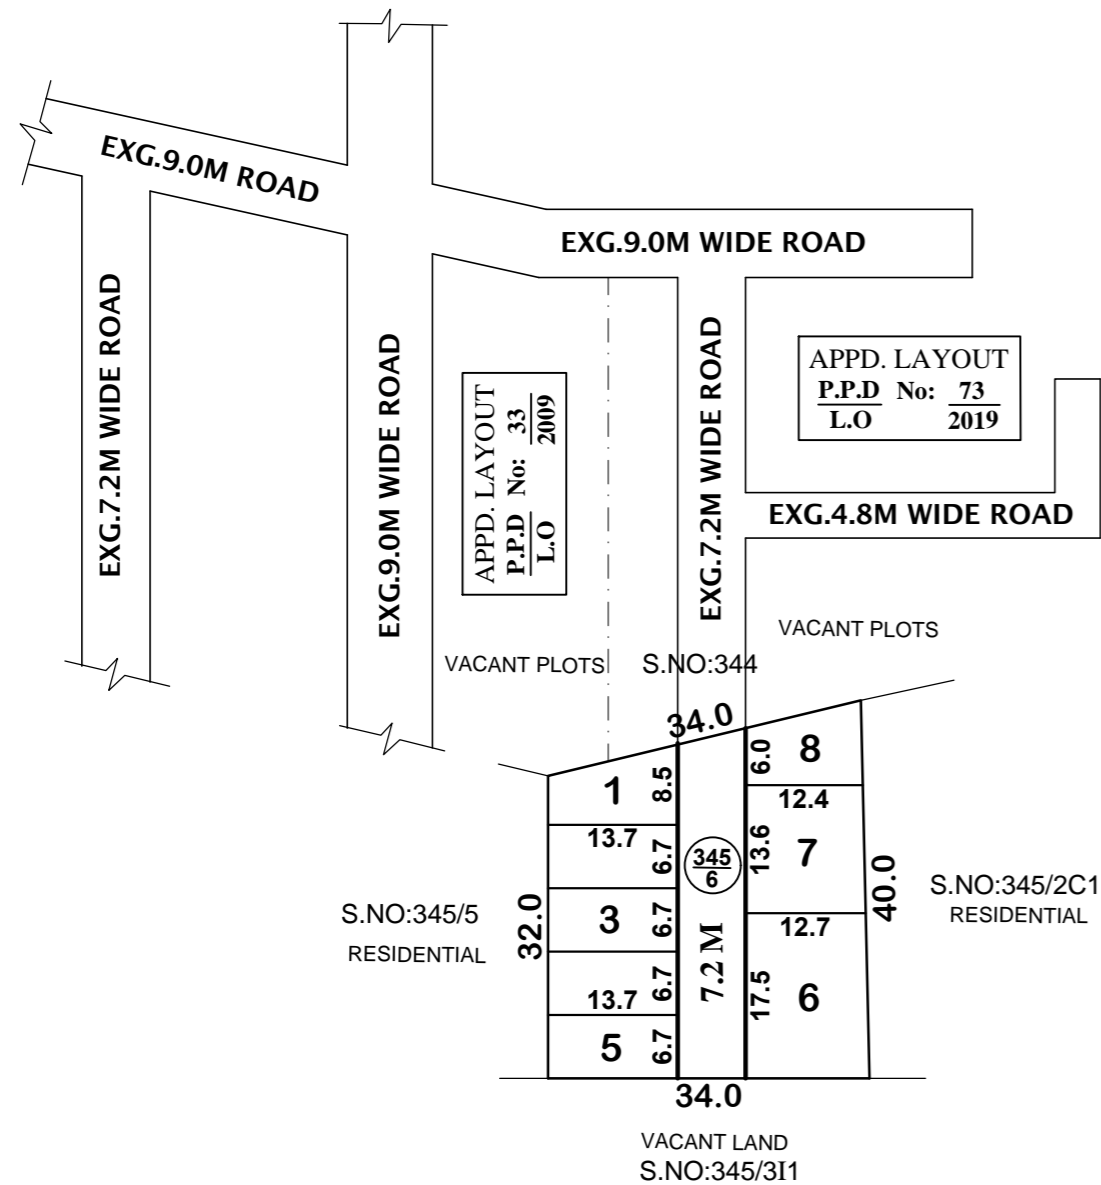 EXG.9.0M ROAD
EXG.9.0M WIDE ROAD
EXG.7.2M WIDE ROAD
EXG.9.0M WIDE ROAD
APPD. LAYOUT
P.P.D No: 33
L.O 2009
EXG.7.2M WIDE ROAD
APPD. LAYOUT
P.P.D No: 73
L.O 2019
EXG.4.8M WIDE ROAD
VACANT PLOTS
VACANT PLOTS
S.NO:344
34.0
1
8.5
6.0
8
13.7
6.7
345
6
12.4
13.6
7
S.NO:345/5
RESIDENTIAL
32.0
3
6.7
7.2 M
12.7
40.0
S.NO:345/2C1
RESIDENTIAL
13.7
6.7
17.5
6
5
6.7
34.0
VACANT LAND
S.NO:345/3I1